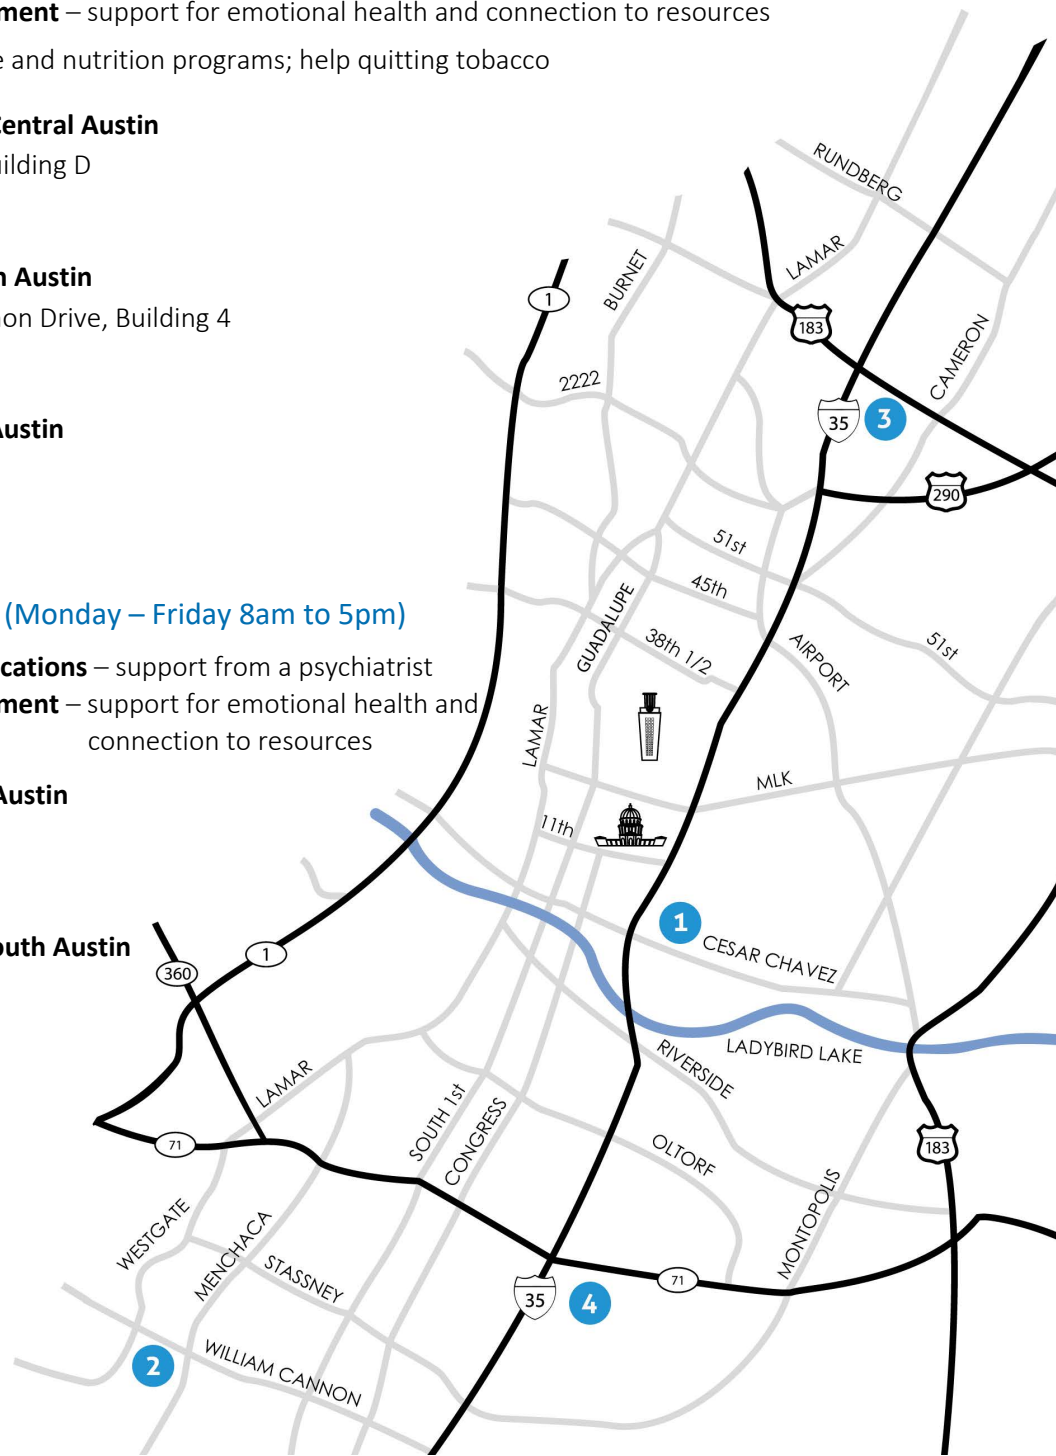 ment – support for emotional health and connection to resources
e and nutrition programs; help quitting tobacco
Central Austin
uilding D
n Austin
non Drive, Building 4
Austin
(Monday – Friday 8am to 5pm)
ications – support from a psychiatrist
ment – support for emotional health and
connection to resources
Austin
outh Austin
RUNDBERG
LAMAR
BURNET
1
183
CAMERON
2222
35
3
290
51st
45th
GUADALUPE
38th 1/2
AIRPORT
51st
LAMAR
MLK
11th
1
CESAR CHAVEZ
1
360
LADYBIRD LAKE
RIVERSIDE
LAMAR
SOUTH 1st
CONGRESS
71
OLTORF
183
MONTOPOLIS
WESTGATE
MENCHACA
STASSNEY
71
35
4
2
WILLIAM CANNON